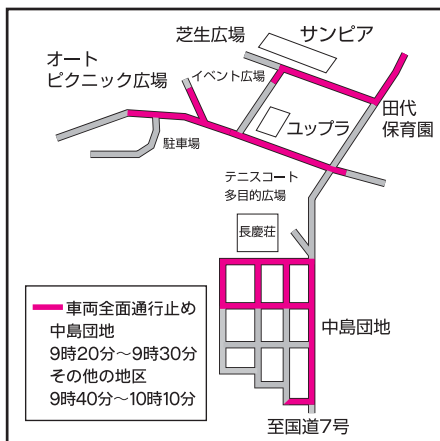 芝生広場
サンピア
オート
ピクニック広場
イベント広場
田代
保育園
ユップラ
駐車場
テニスコート
多目的広場
長慶荘
車両全面通行止め
中島団地
9時20分～9時30分
その他の地区
9時40分～10時10分
中島団地
至国道7号